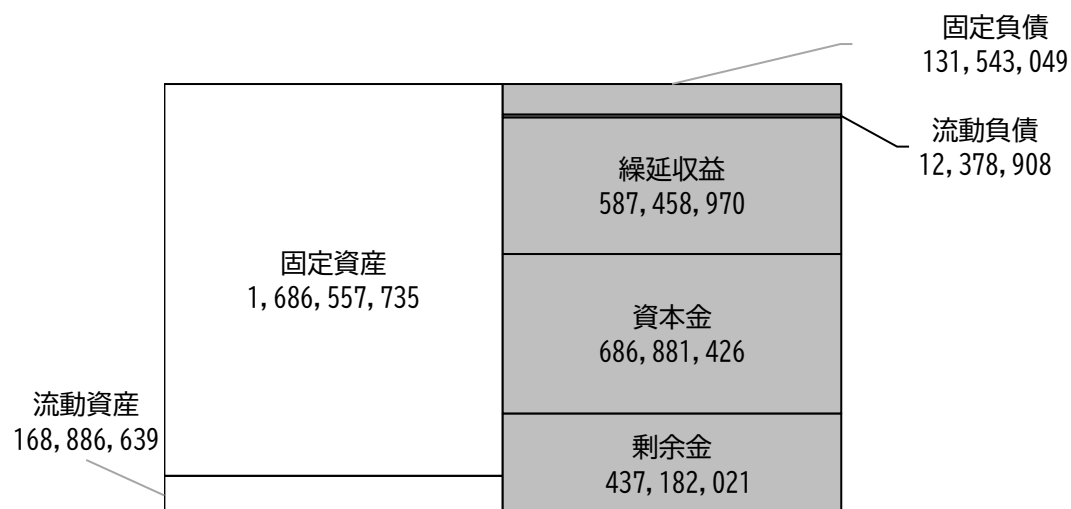 固定負債
131,543,049
流動負債
12,378,908
繰延収益
587,458,970
固定資産
1,686,557,735
資本金
686,881,426
流動資産
168,886,639
剰余金
437,182,021